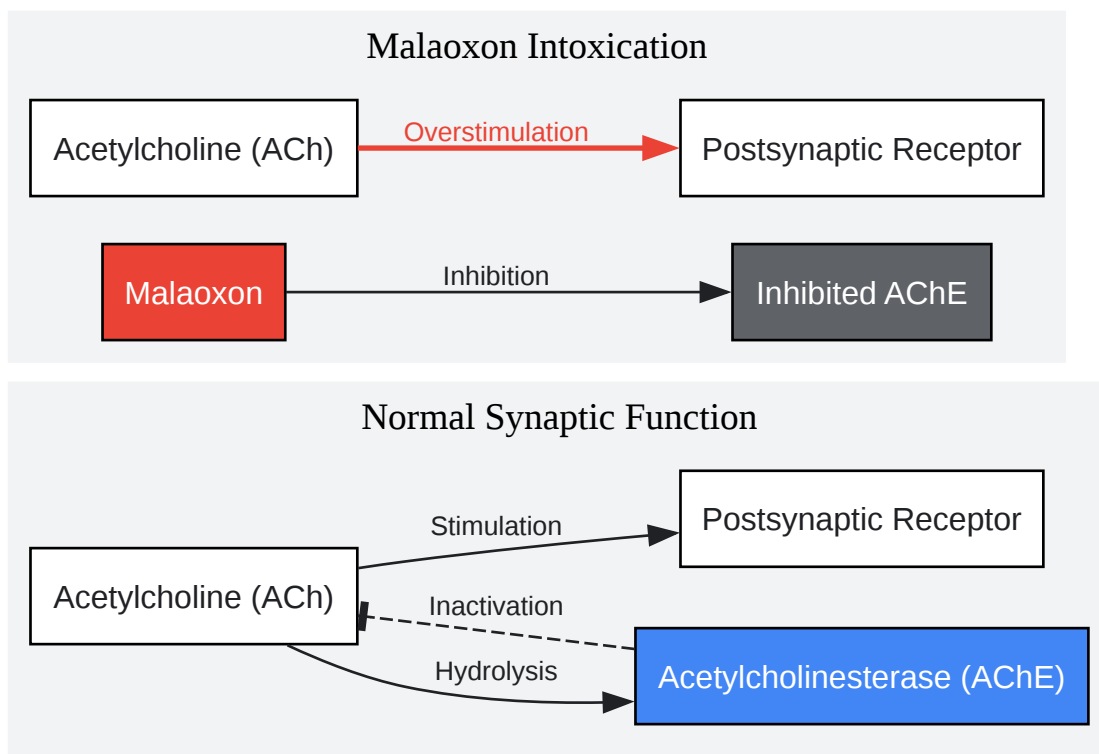 Malaoxon Intoxication
Acetylcholine (ACh)
Overstimulation
Postsynaptic Receptor
Malaoxon
Inhibition
Inhibited AChE
Normal Synaptic Function
Stimulation
Postsynaptic Receptor
Acetylcholine (ACh)
Inactivation
Hydrolysis
Acetylcholinesterase (AChE)